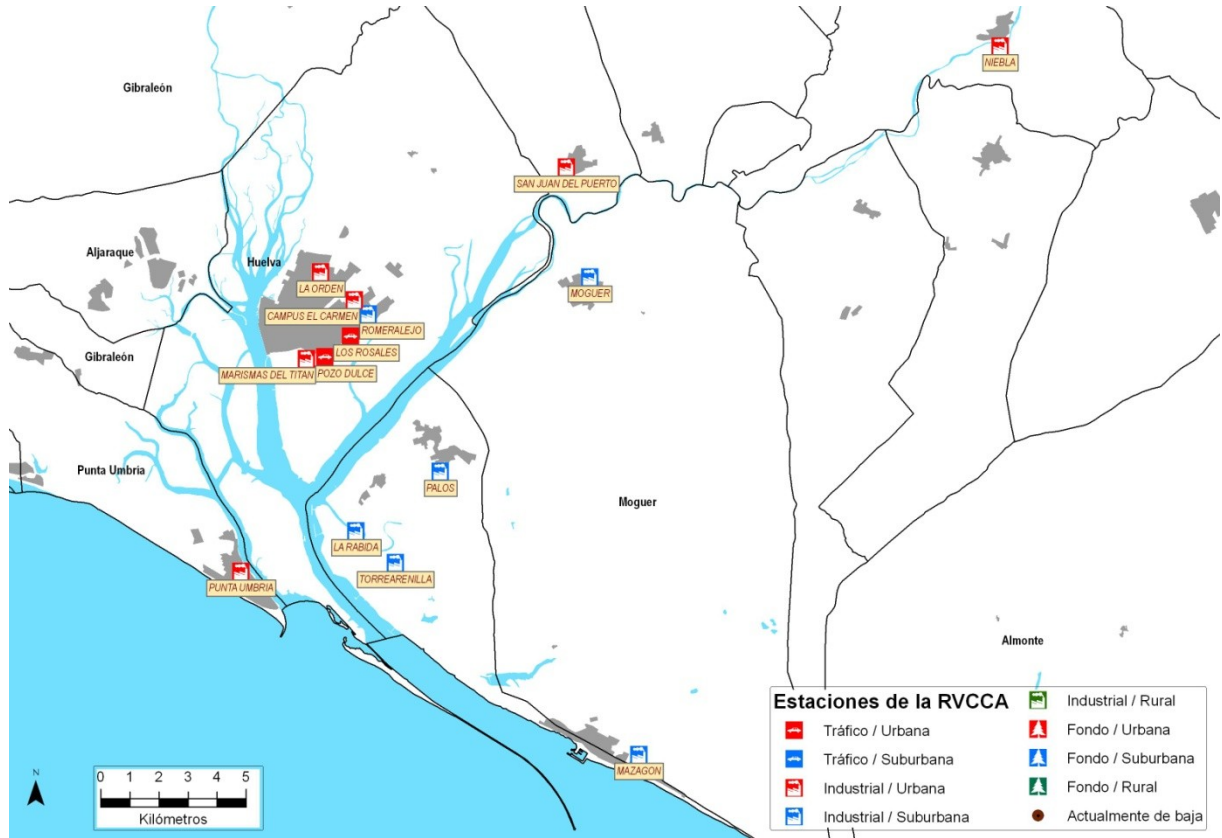 NIEBLA
Gibraleón
SAN JUAN DEL PUERTO
Aljaraque
Huelva
LA ORDEN
MOGUER
CAMPUS EL CARMEN
ROMERALEJO
LOS ROSALES
Gibraleón
MARISMAS DEL TITAN
POZO DULCE
Punta Umbría
PALOS
Moguer
LA RABIDA
TORREARENILLA
PUNTA UMBRIA
Almonte
MAZAGON
Estaciones de la RVCCA
Tráfico / Urbana
Tráfico / Suburbana
Industrial / Urbana
Industrial / Suburbana
Industrial / Rural
Fondo / Urbana
Fondo / Suburbana
Fondo / Rural
Actualmente de baja
N
0 1 2 3 4 5
Kilómetros